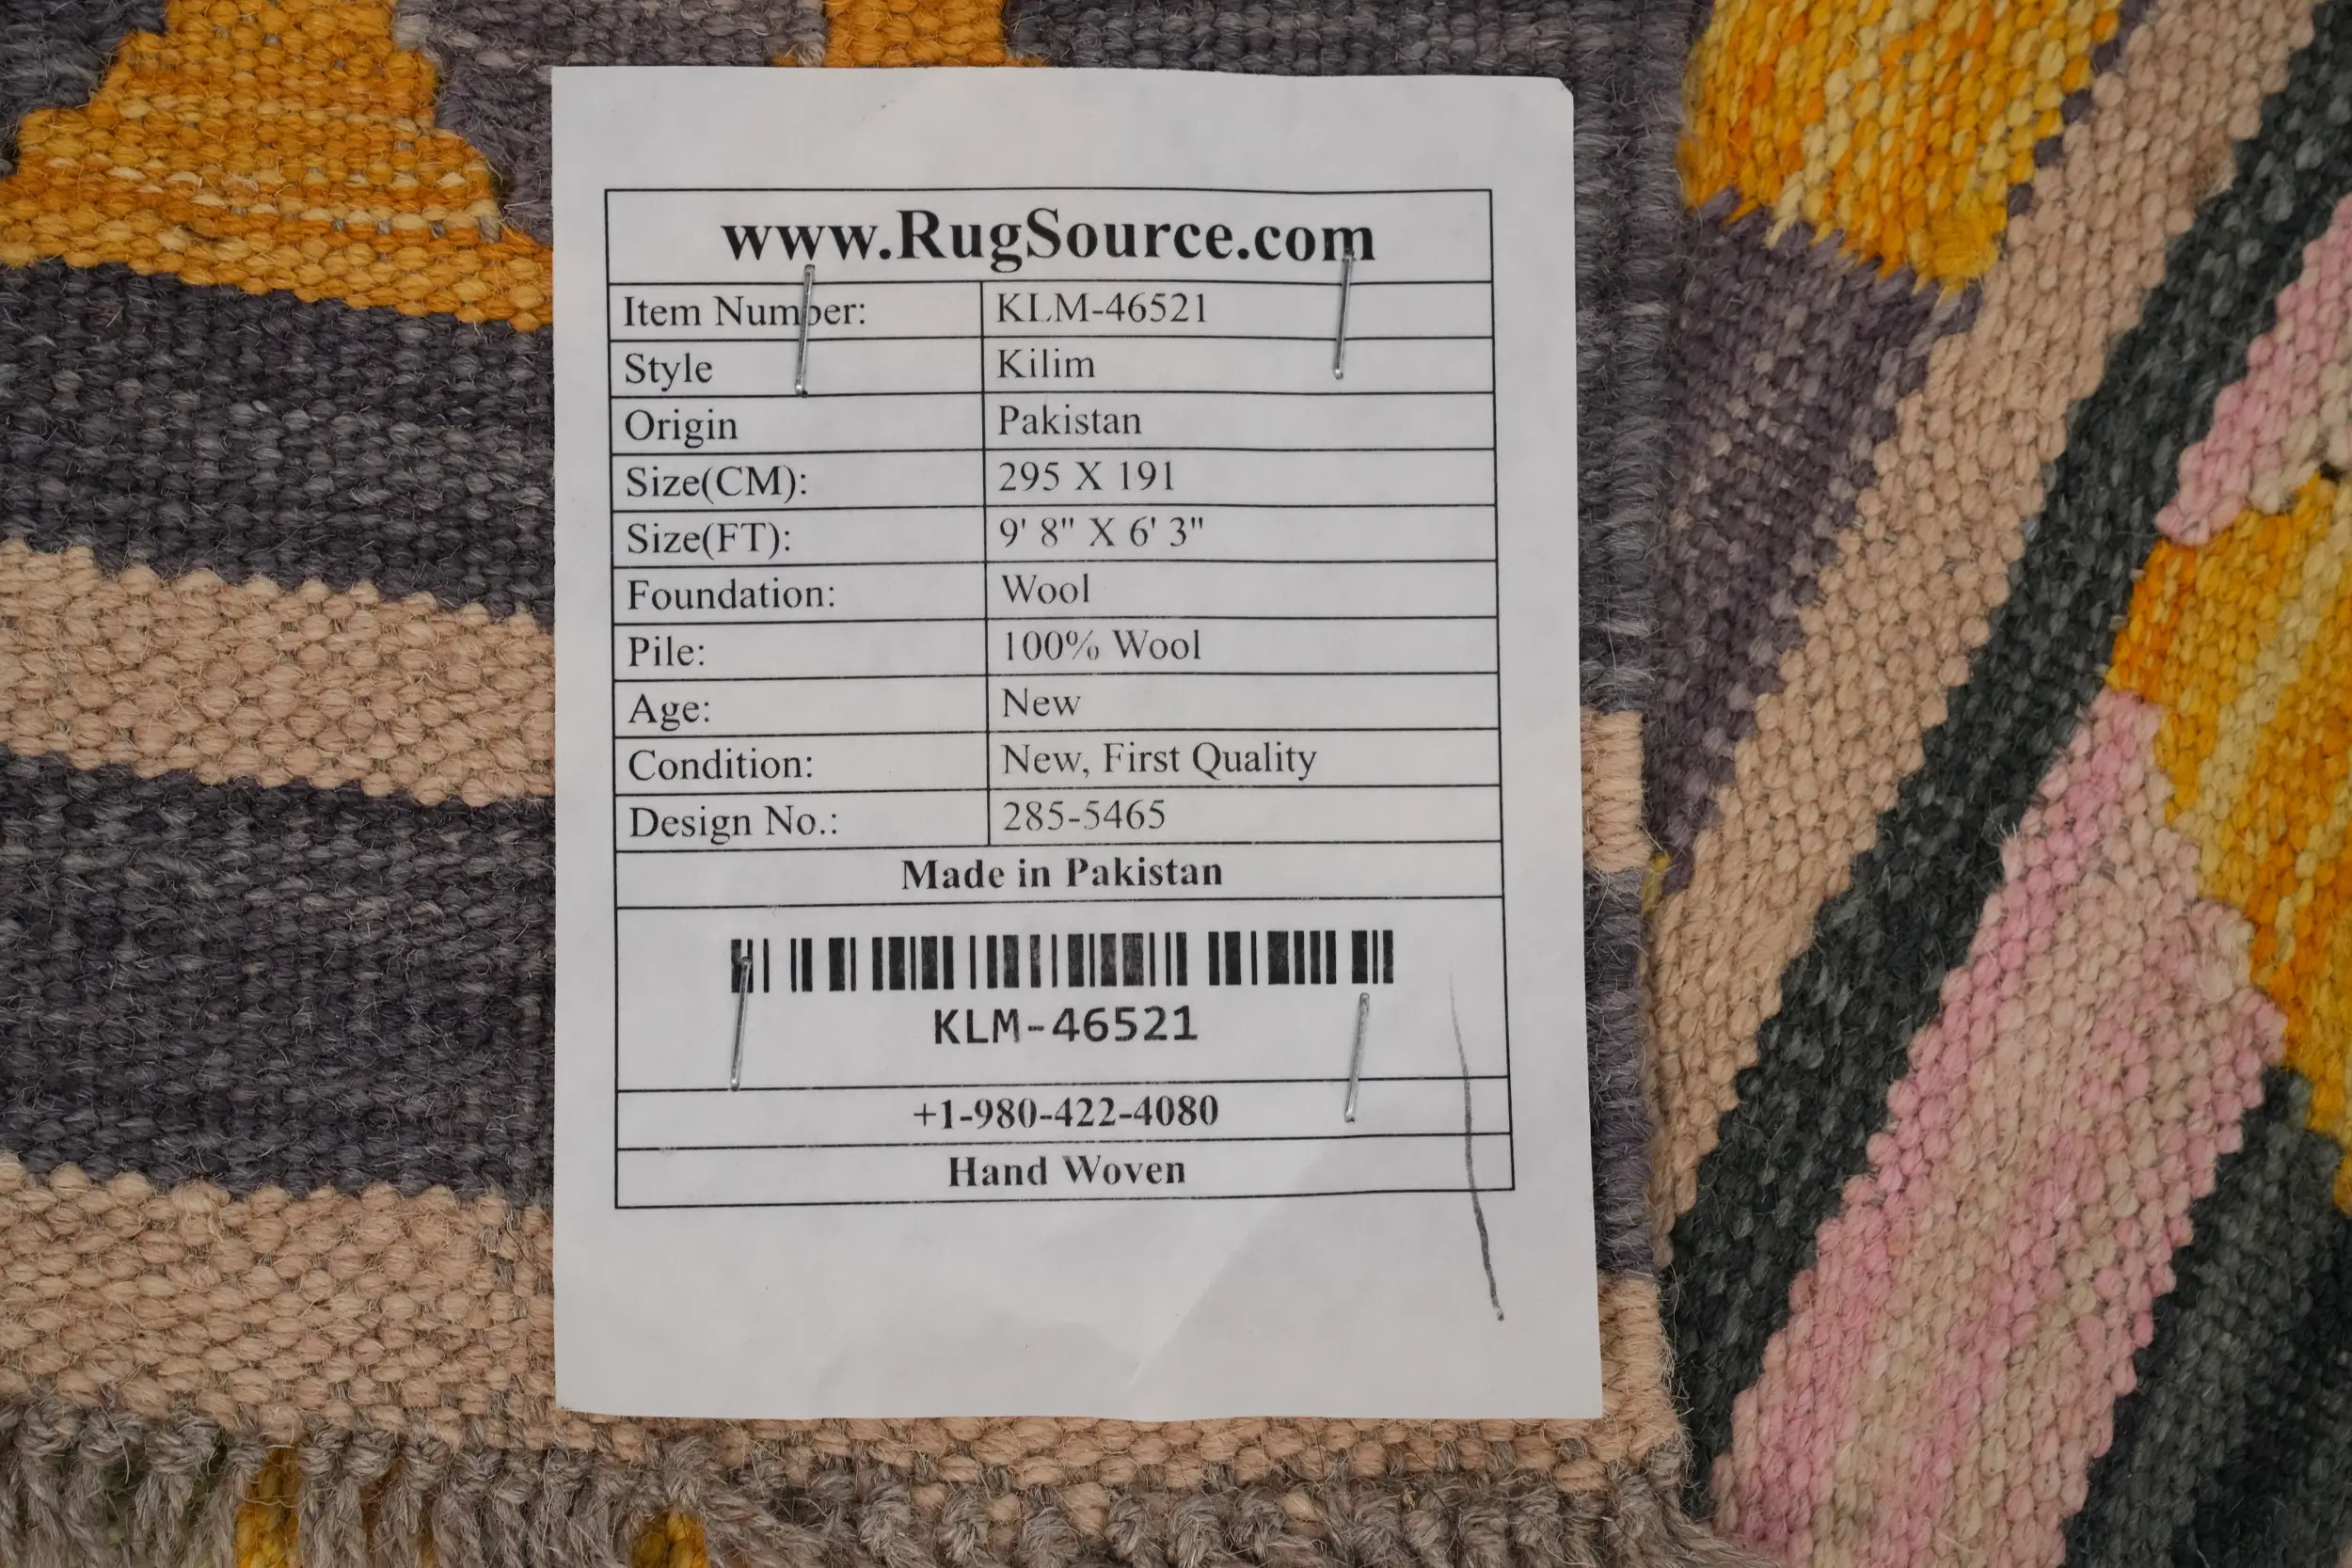 www.RugSource.com
Item Number: KLM-46521
Style Kilim
Origin Pakistan
Size(CM): 295 X 191
Size(FT): 9' 8" X 6' 3"
Foundation: Wool
Pile: 100% Wool
Age: New
Condition: New, First Quality
Design No.: 285-5465
Made in Pakistan
KLM-46521
+1-980-422-4080
Hand Woven